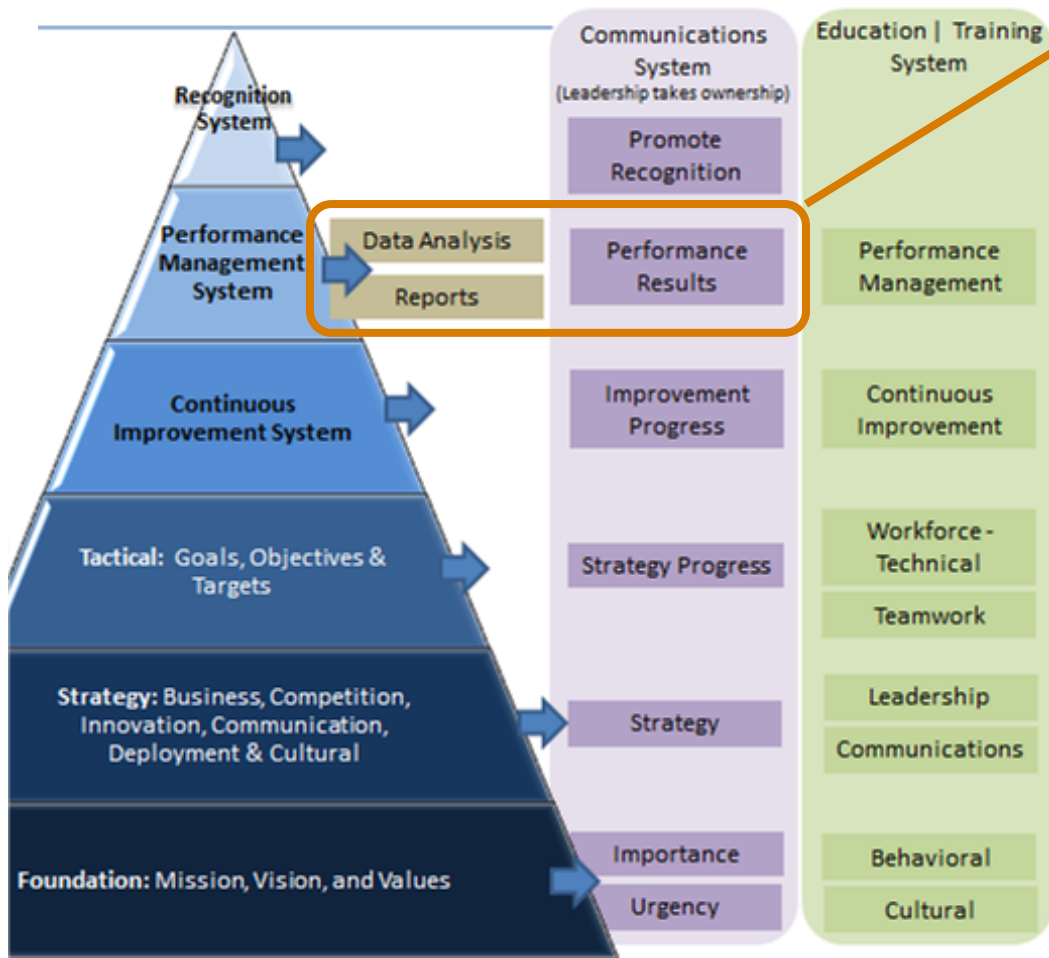 Recognition
System
Performance
Management
System
Continuous
Improvement System
Tactical: Goals, Objectives &
Targets
Strategy: Business, Competition,
Innovation, Communication,
Deployment & Cultural
Foundation: Mission, Vision, and Values
Data Analysis
Reports
Communications
System
(Leadership takes ownership)
Promote
Recognition
Performance
Results
Improvement
Progress
Strategy Progress
Strategy
Importance
Urgency
Education | Training
System
Performance
Management
Continuous
Improvement
Workforce -
Technical
Teamwork
Leadership
Communications
Behavioral
Cultural